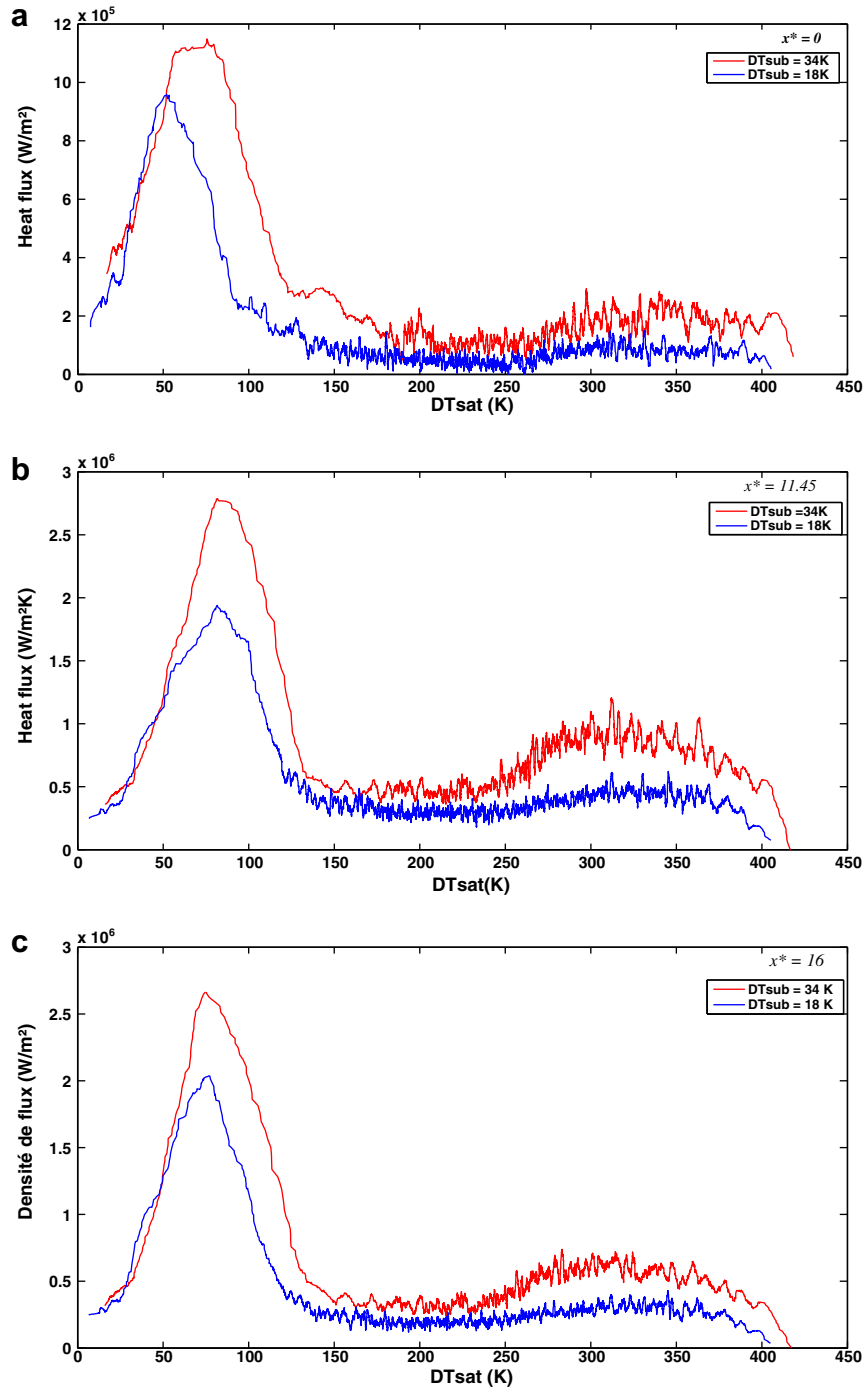 a
x 10⁵
x* = 0
DTsub = 34K
DTsub = 18K
12
10
8
6
4
2
0
Heat flux (W/m²)
0 50 100 150 200 250 300 350 400 450
DTsat (K)
b
x 10⁶
x* = 11.45
DTsub =34K
DTsub = 18K
3
2.5
2
1.5
1
0.5
0
Heat flux (W/m²K)
0 50 100 150 200 250 300 350 400 450
DTsat(K)
c
x 10⁶
x* = 16
DTsub = 34 K
DTsub = 18 K
3
2.5
2
1.5
1
0.5
0
Densité de flux (W/m²)
0 50 100 150 200 250 300 350 400 450
DTsat (K)